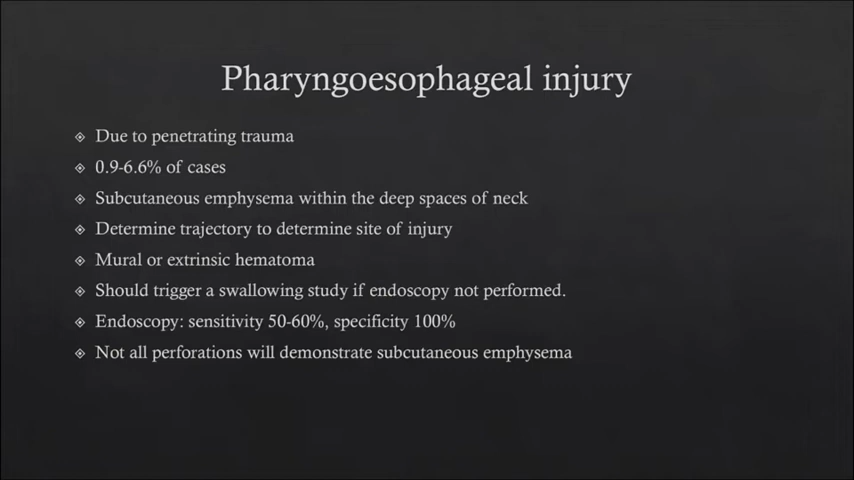 Pharyngoesophageal injury
Due to penetrating trauma
0.9-6.6% of cases
Subcutaneous emphysema within the deep spaces of neck
Determine trajectory to determine site of injury
Mural or extrinsic hematoma
Should trigger a swallowing study if endoscopy not performed.
Endoscopy: sensitivity 50-60%, specificity 100%
Not all perforations will demonstrate subcutaneous emphysema